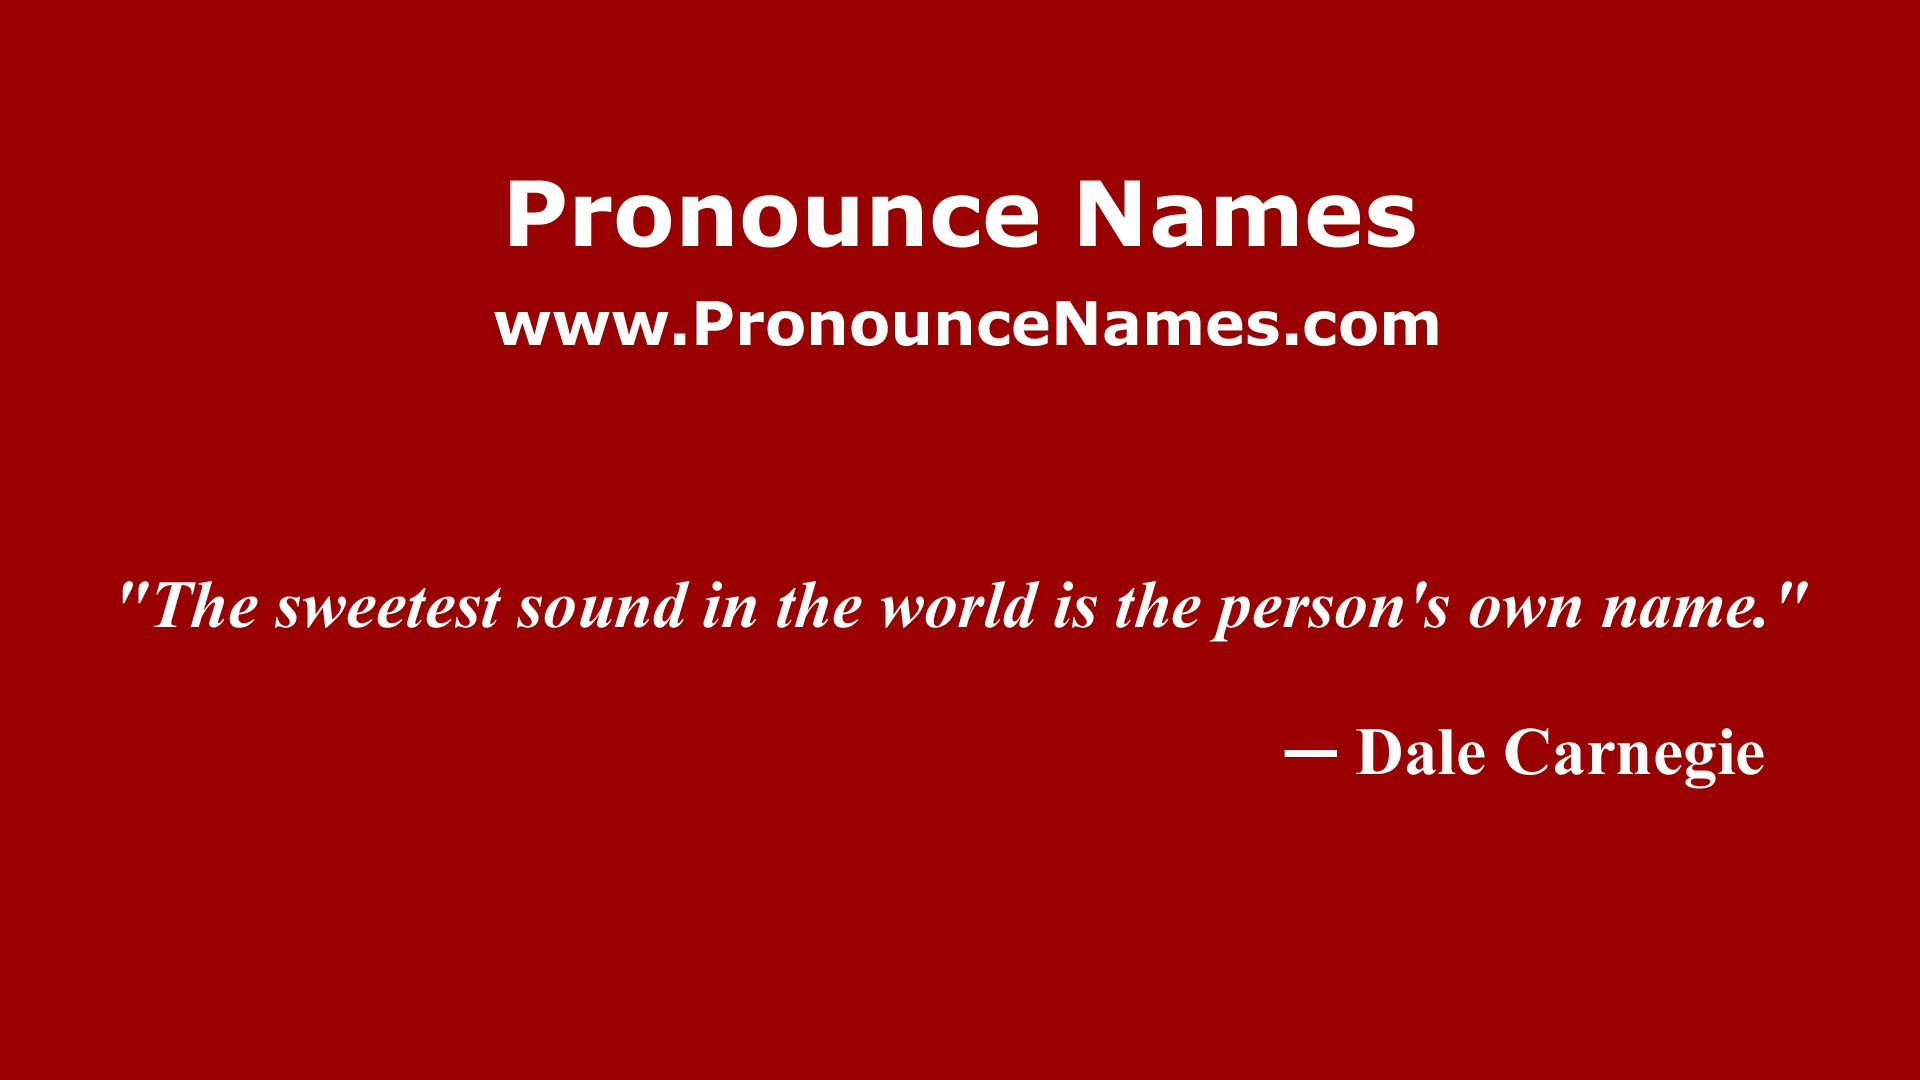 Pronounce Names
www.PronounceNames.com
"The sweetest sound in the world is the person's own name."
— Dale Carnegie